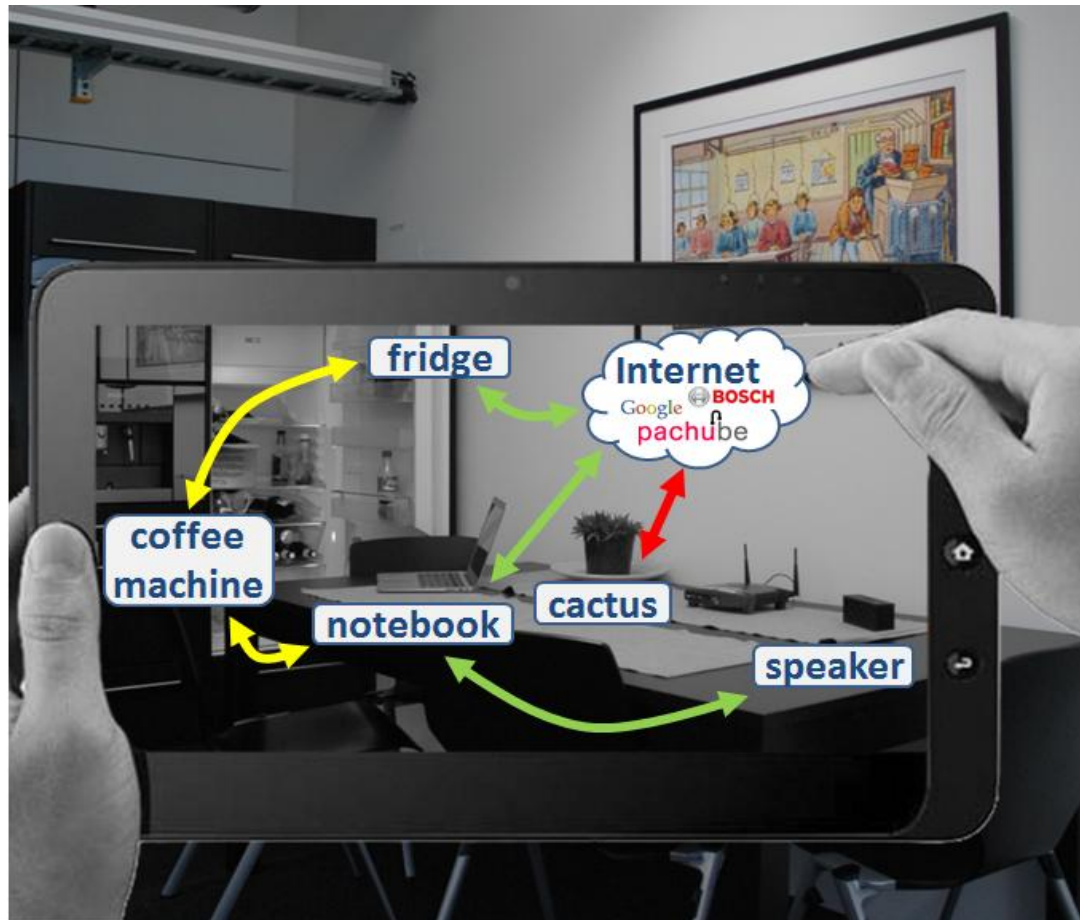 fridge
Internet
Google BOSCH
pachube
coffee
machine
notebook
cactus
speaker